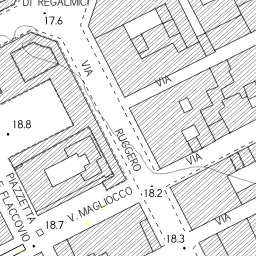 DI REGALMICI
17.6
VIA
VIA
18.8
RUGGERO
VIA
PIAZZETTA
E FLACCOVIO
V. MAGLIOCCO
18.2
18.7
VIA
18.3